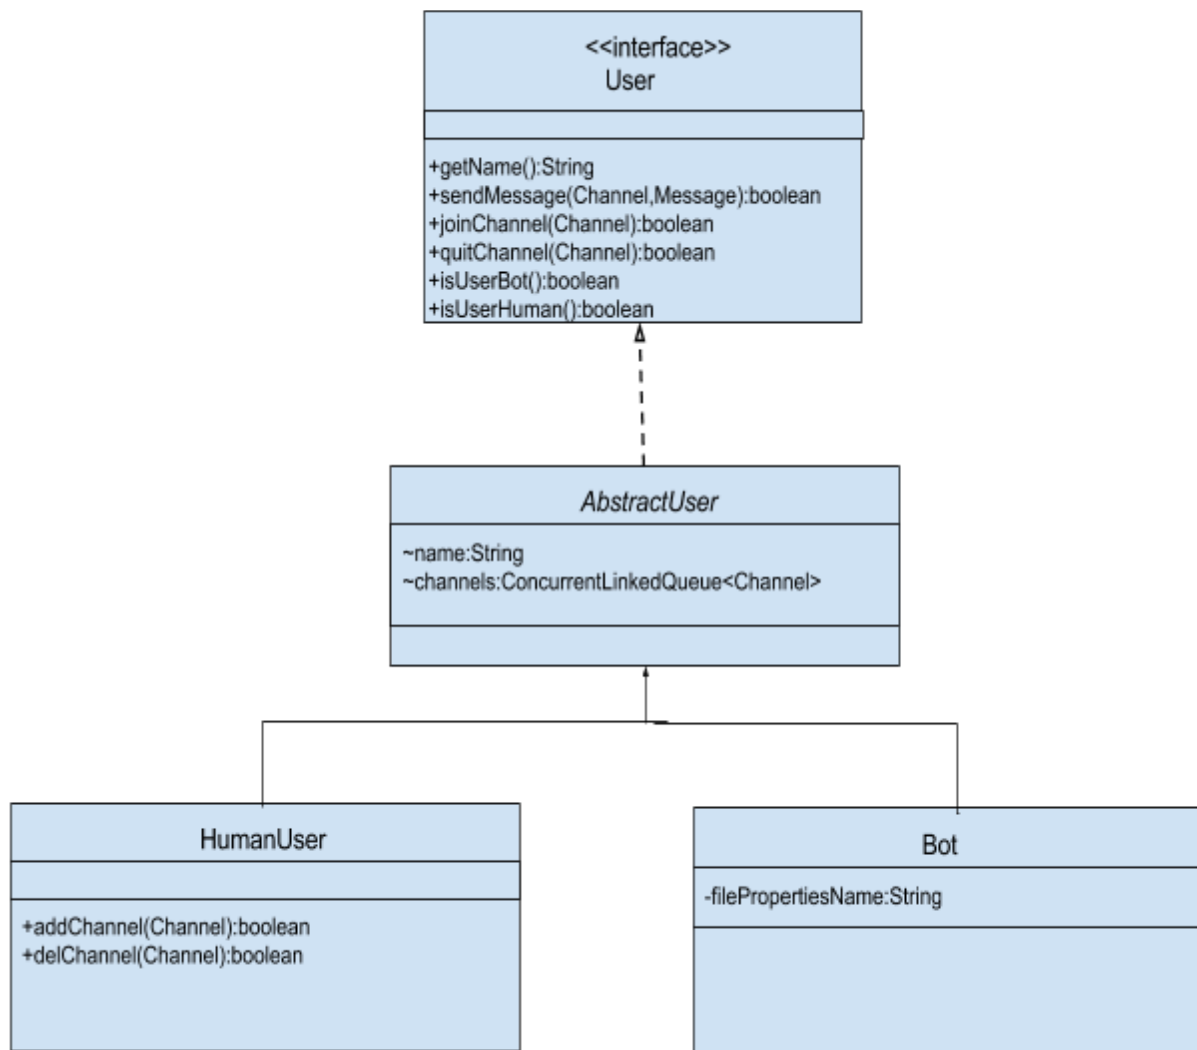 <<interface>>
User
+getName():String
+sendMessage(Channel,Message):boolean
+joinChannel(Channel):boolean
+quitChannel(Channel):boolean
+isUserBot():boolean
+isUserHuman():boolean
AbstractUser
~name:String
~channels:ConcurrentLinkedQueue<Channel>
HumanUser
+addChannel(Channel):boolean
+delChannel(Channel):boolean
Bot
-filePropertiesName:String